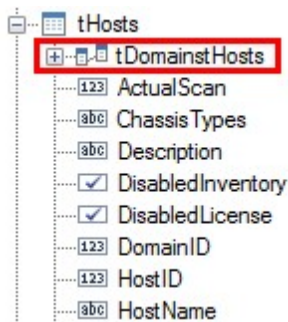 tHosts
tDomainstHosts
123 ActualScan
abc ChassisTypes
abc Description
DisabledInventory
DisabledLicense
123 DomainID
123 HostID
abc HostName